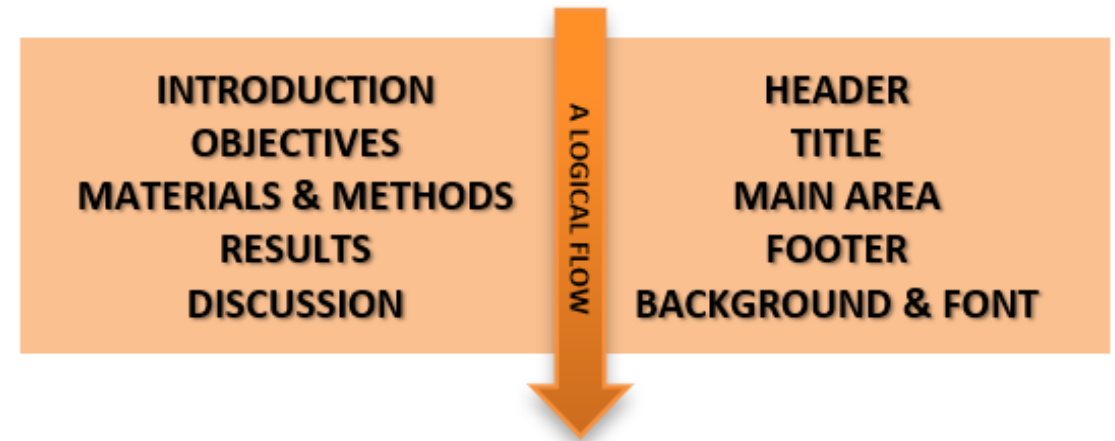 INTRODUCTION
OBJECTIVES
MATERIALS & METHODS
RESULTS
DISCUSSION
A LOGICAL FLOW
HEADER
TITLE
MAIN AREA
FOOTER
BACKGROUND & FONT